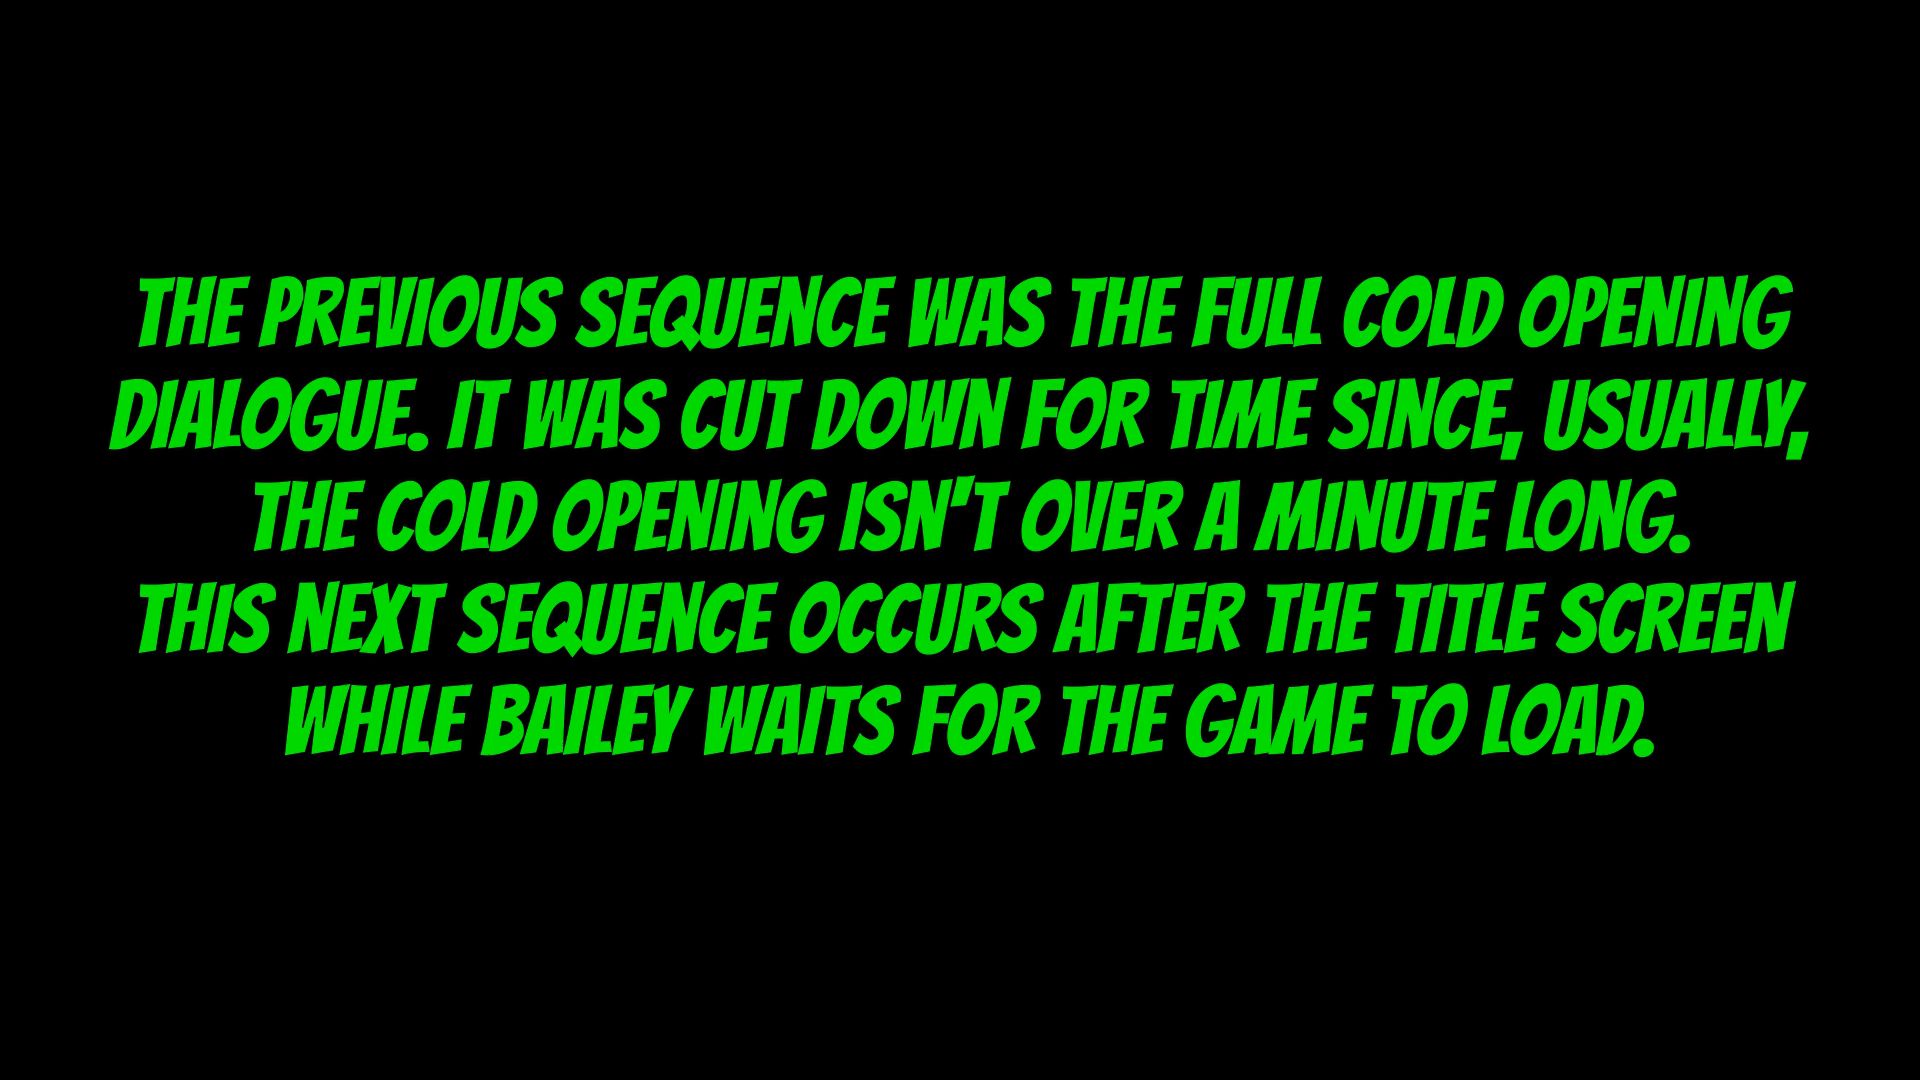 THE PREVIOUS SEQUENCE WAS THE FULL COLD OPENING
DIALOGUE. IT WAS CUT DOWN FOR TIME SINCE, USUALLY,
THE COLD OPENING ISN'T OVER A MINUTE LONG.
THIS NEXT SEQUENCE OCCURS AFTER THE TITLE SCREEN
WHILE BAILEY WAITS FOR THE GAME TO LOAD.